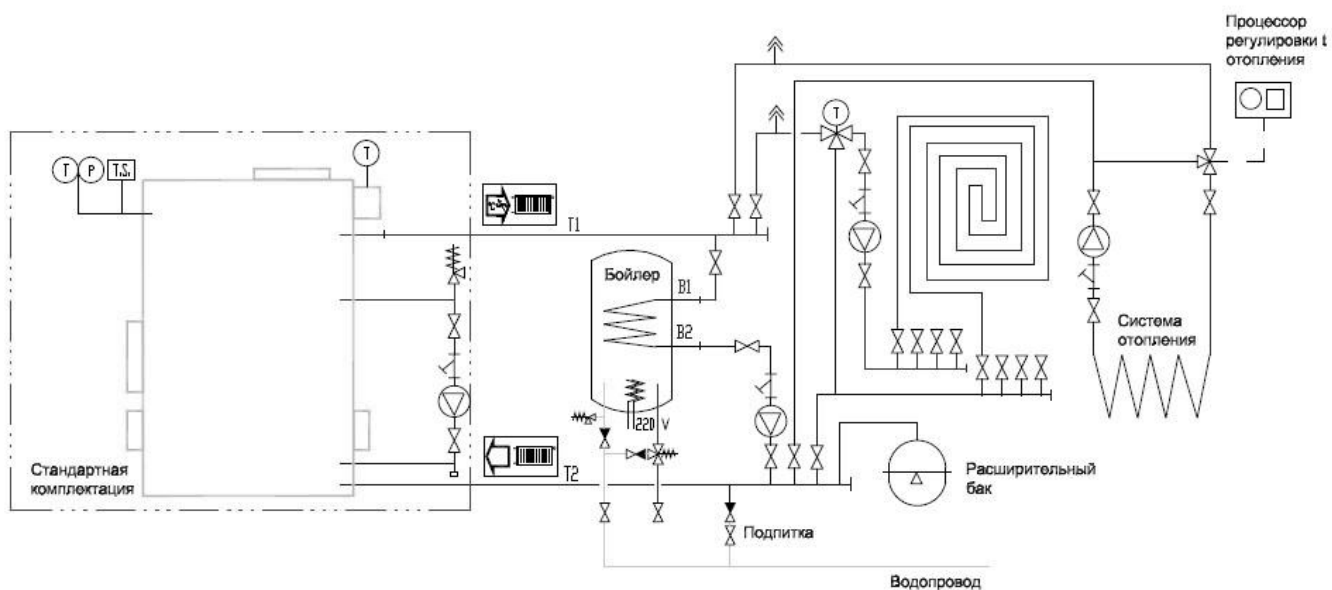 Процессор
регулировки t
отопления
T
T
P
T.S.
T
T1
Бойлер
B1
B2
Система
отопления
220 V
Стандартная
комплектация
T2
Расширительный
бак
Подпитка
Водопровод